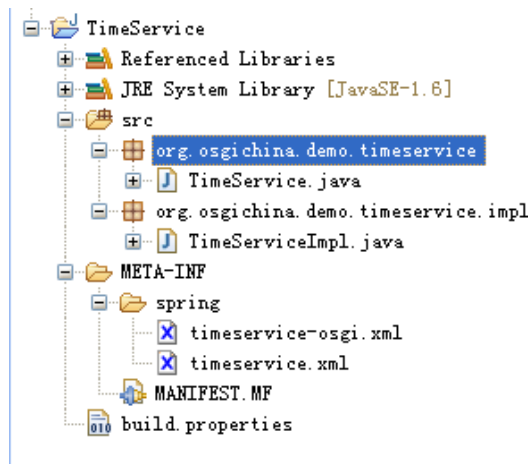 TimeService
Referenced Libraries
JRE System Library [JavaSE-1.6]
src
org.osgichina.demo.timeservice
TimeService.java
org.osgichina.demo.timeservice.impl
TimeServiceImpl.java
META-INF
spring
timeservice-osgi.xml
timeservice.xml
MANIFEST.MF
build.properties